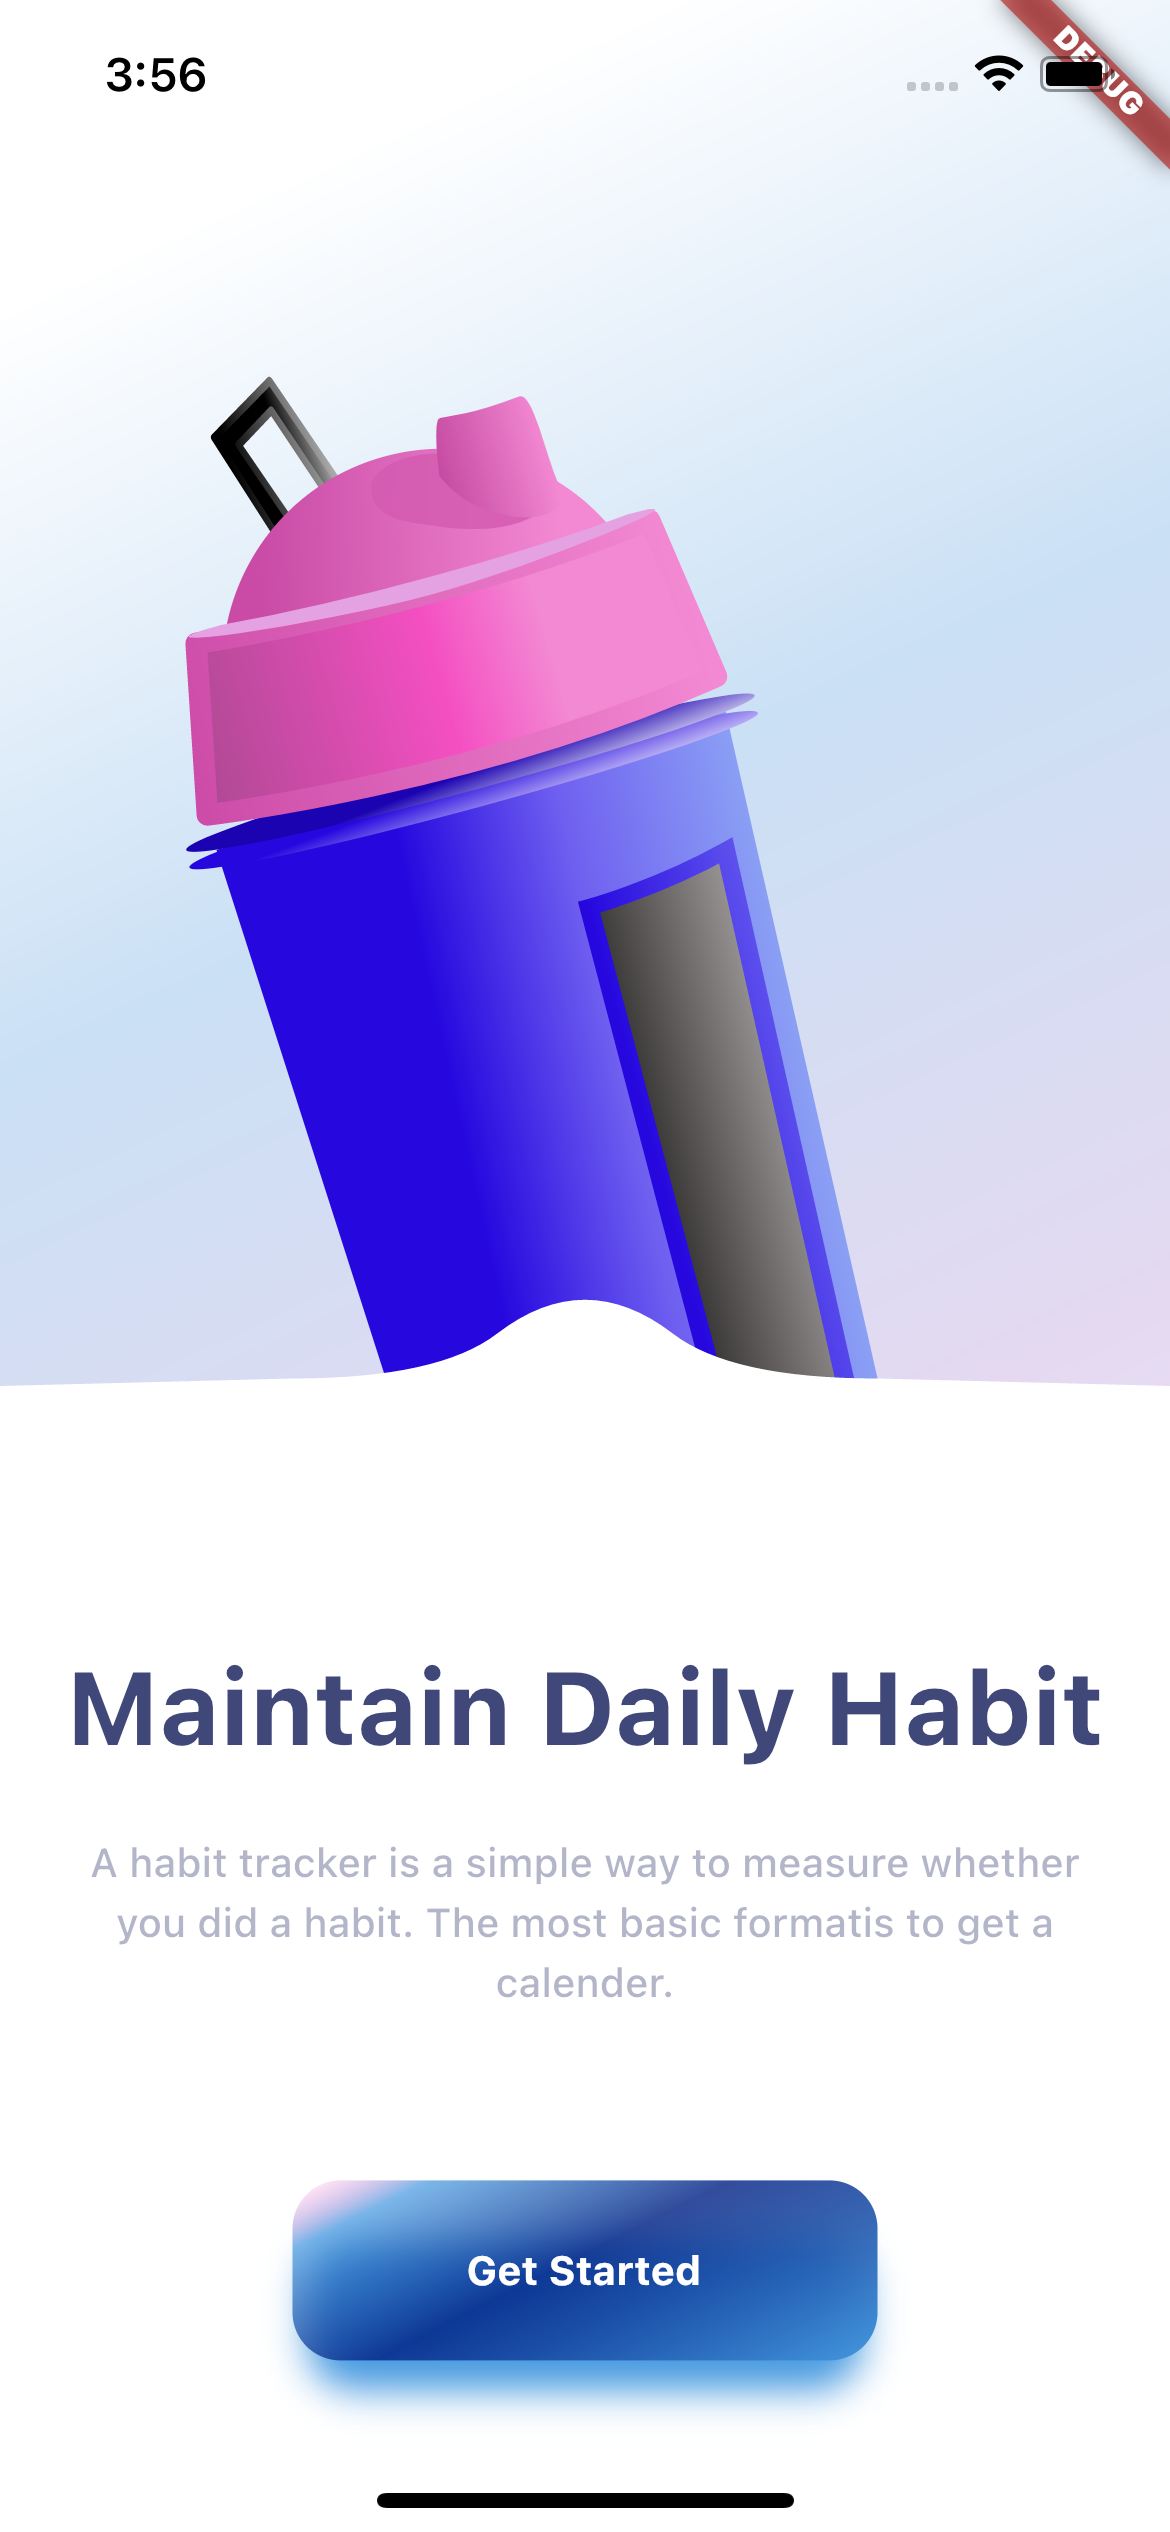 3:56
DEBUG
Maintain Daily Habit
A habit tracker is a simple way to measure whether
you did a habit. The most basic formatis to get a
calender.
Get Started